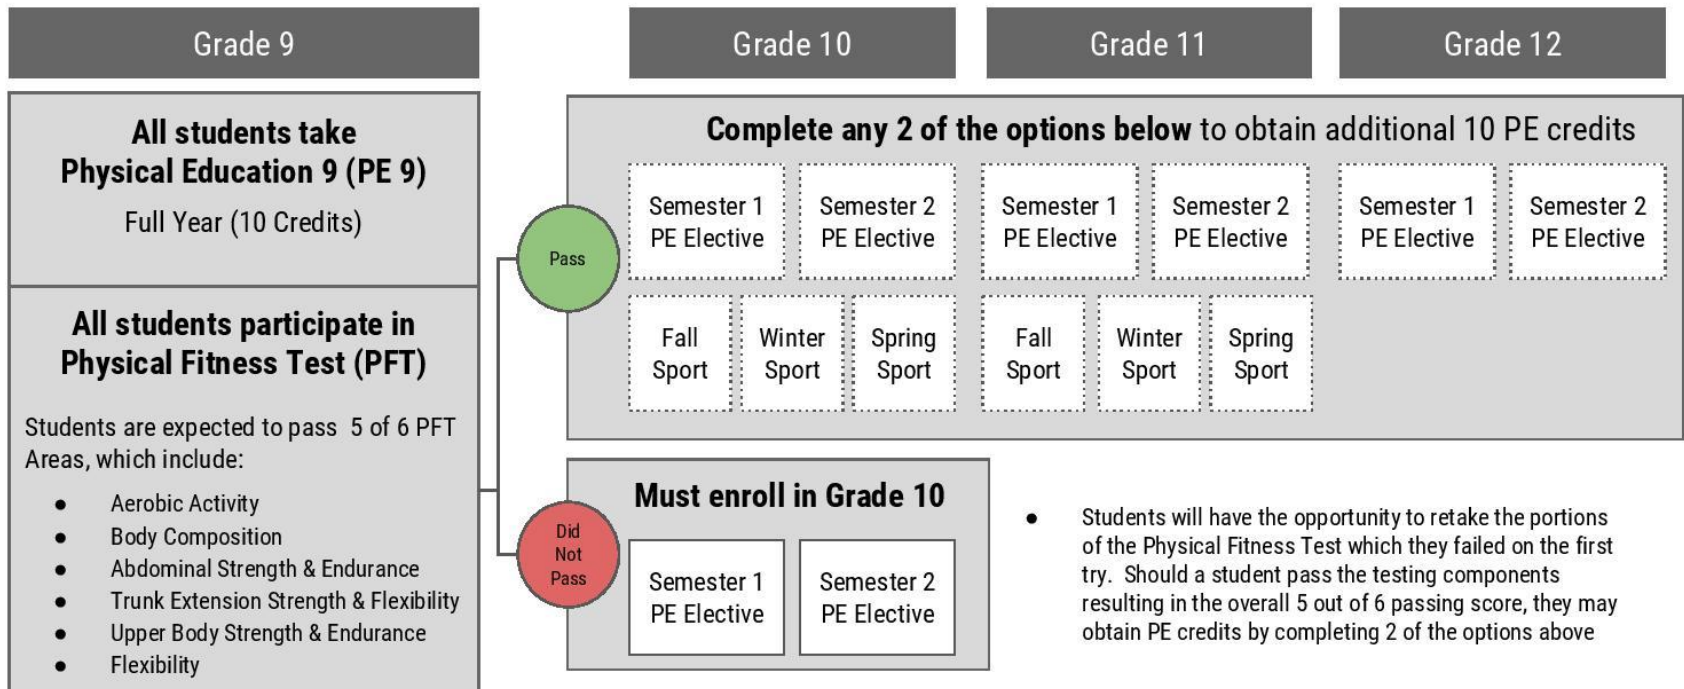 Grade 9
Grade 10
Grade 11
Grade 12
All students take
Physical Education 9 (PE 9)
Full Year (10 Credits)
All students participate in
Physical Fitness Test (PFT)
Students are expected to pass 5 of 6 PFT
Areas, which include:
● Aerobic Activity
● Body Composition
● Abdominal Strength & Endurance
● Trunk Extension Strength & Flexibility
● Upper Body Strength & Endurance
● Flexibility
Pass
Complete any 2 of the options below to obtain additional 10 PE credits
Semester 1
PE Elective
Semester 2
PE Elective
Semester 1
PE Elective
Semester 2
PE Elective
Semester 1
PE Elective
Semester 2
PE Elective
Fall
Sport
Winter
Sport
Spring
Sport
Fall
Sport
Winter
Sport
Spring
Sport
Did
Not
Pass
Must enroll in Grade 10
Semester 1
PE Elective
Semester 2
PE Elective
● Students will have the opportunity to retake the portions
of the Physical Fitness Test which they failed on the first
try. Should a student pass the testing components
resulting in the overall 5 out of 6 passing score, they may
obtain PE credits by completing 2 of the options above